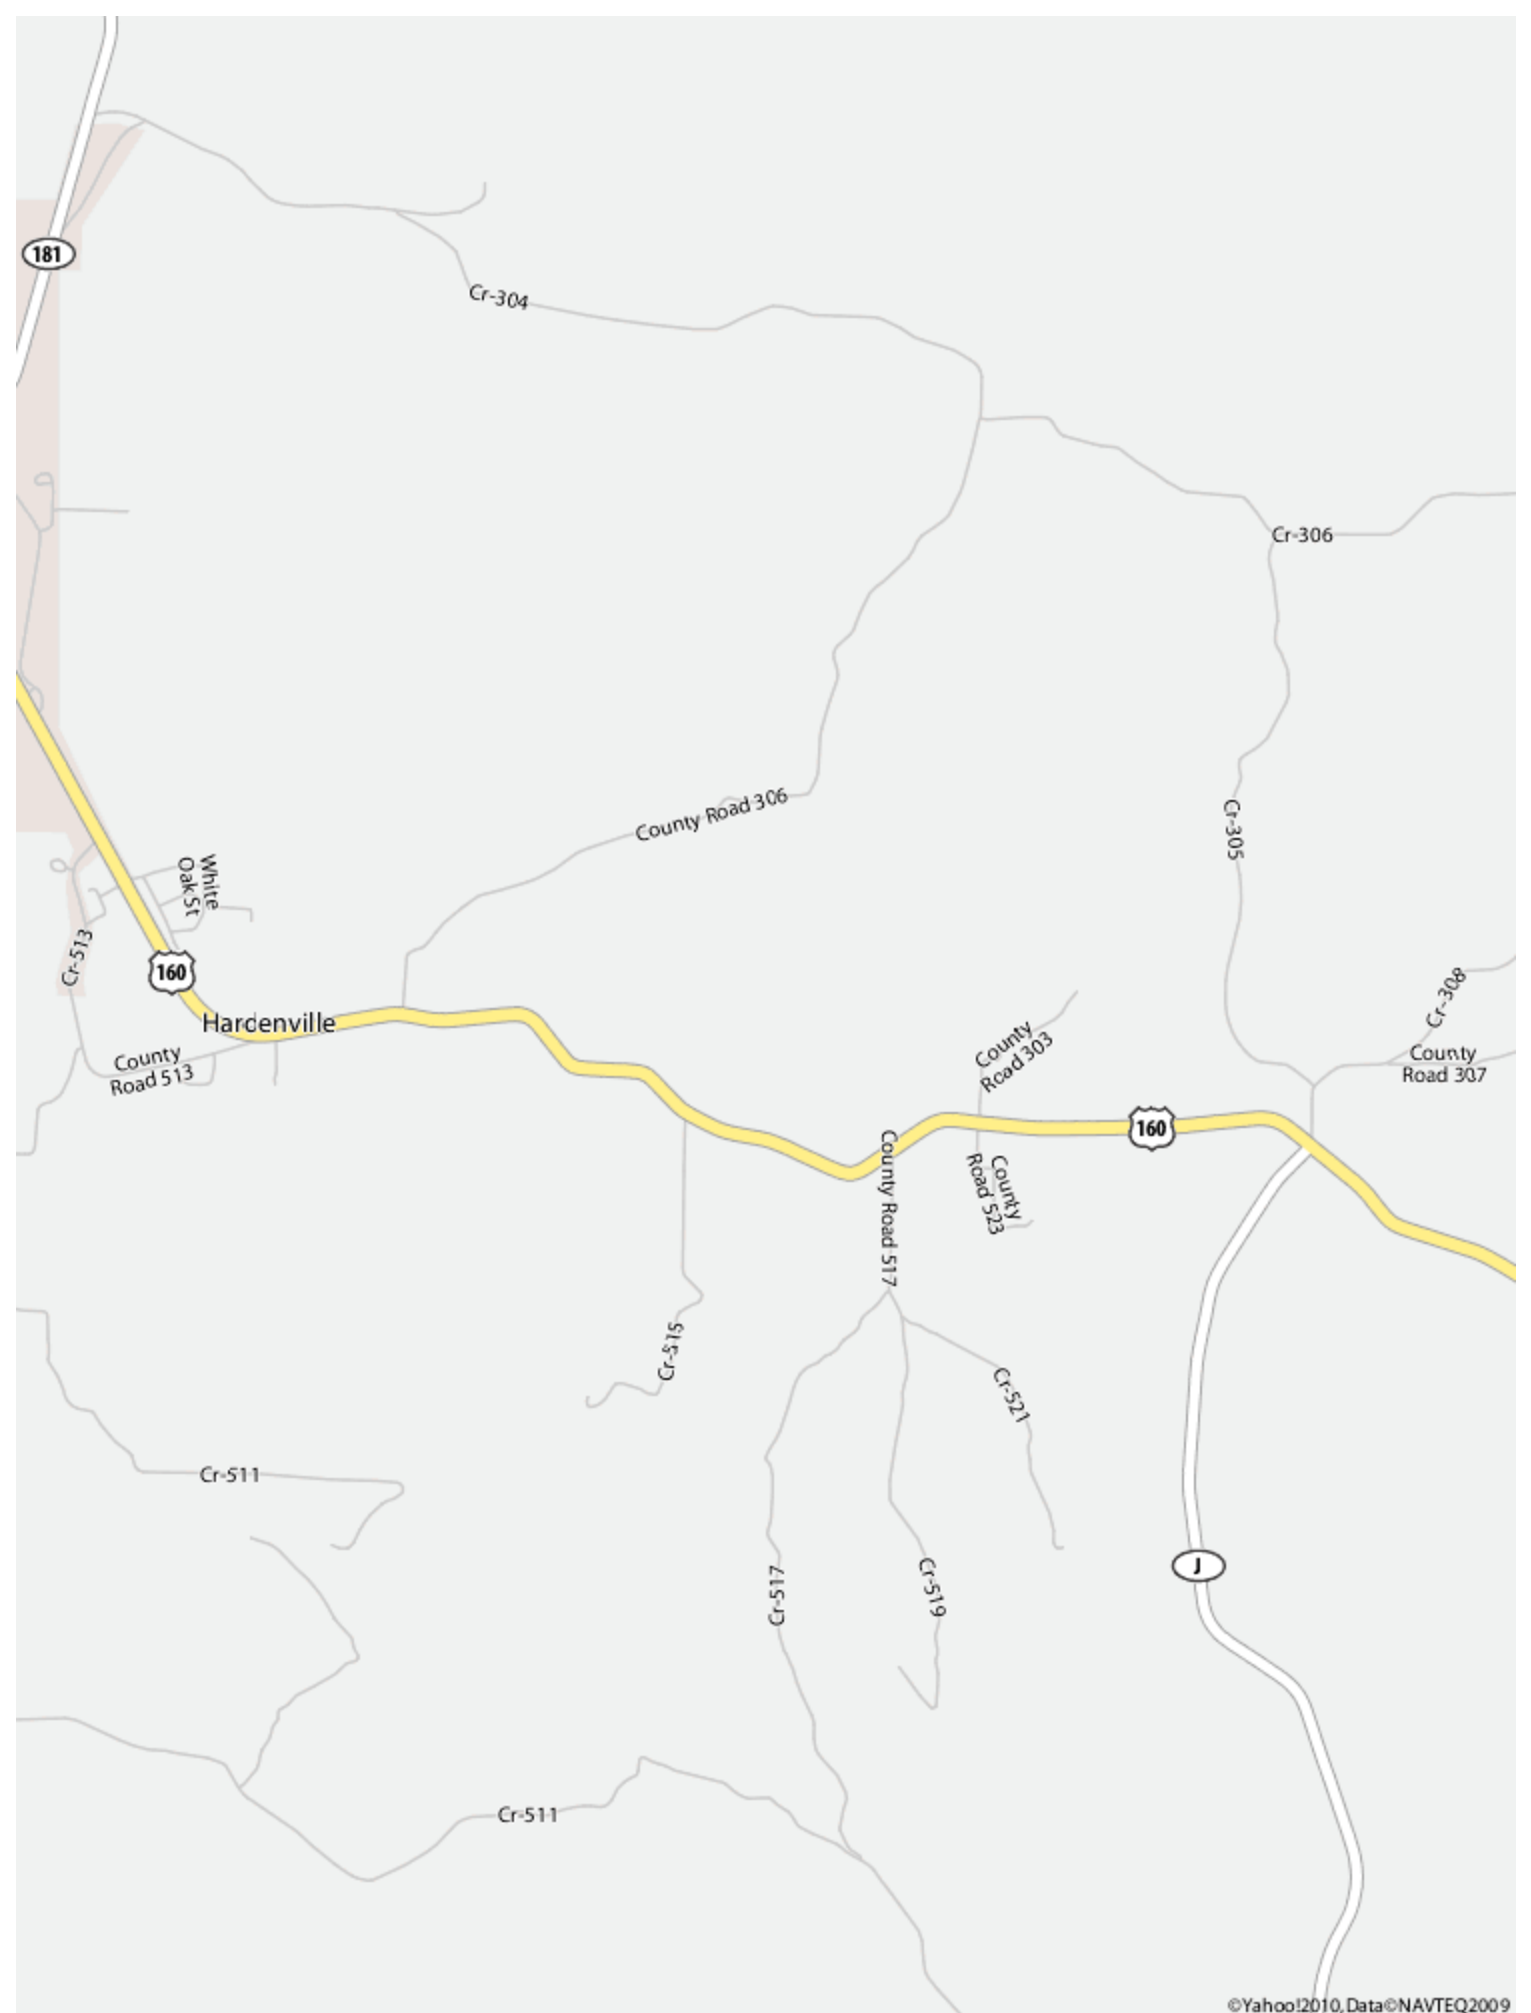 181
Cr-304
Cr-306
County Road 306
Cr-305
White
Oak St
Cr-513
160
Hardenville
Cr-308
County
Road 303
County
Road 307
County
Road 513
160
County Road 517
County
Road 523
Cr-515
Cr-521
Cr-511
J
Cr-517
Cr-519
Cr-511
©Yahoo!2010, Data©NAVTEQ2009